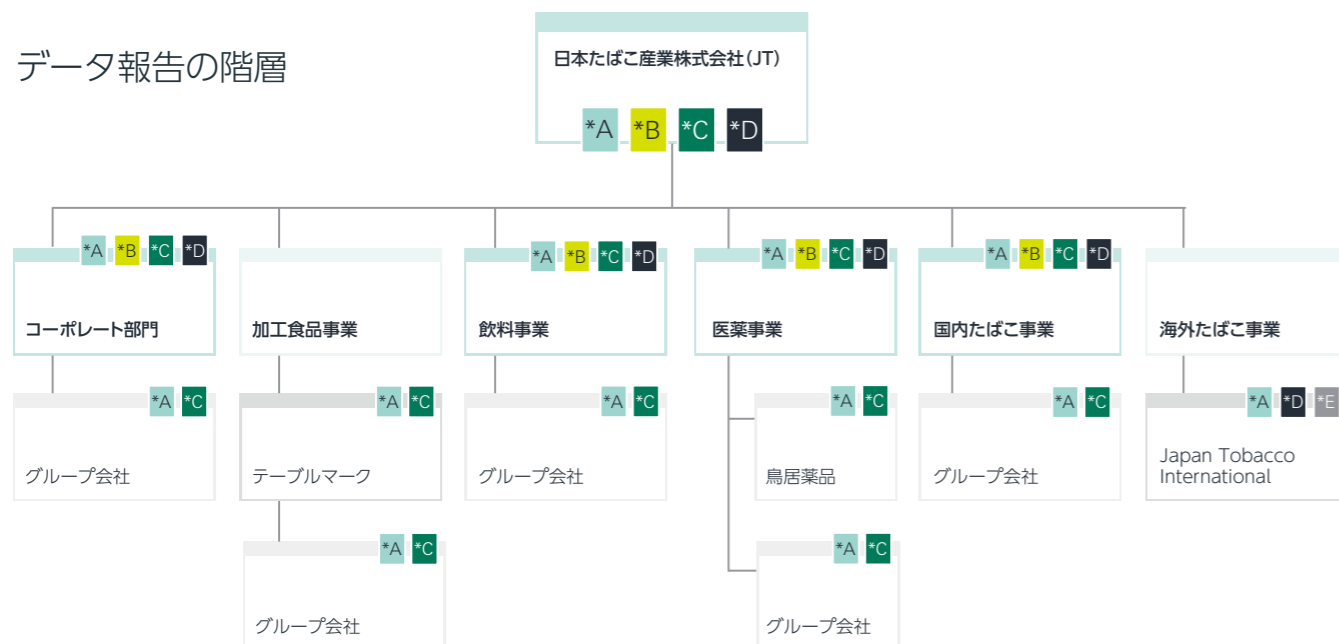 データ報告の階層
日本たばこ産業株式会社(JT)
*A *B *C *D
*A *B *C *D
コーポレート部門
加工食品事業
*A *B *C *D
飲料事業
*A *B *C *D
医薬事業
*A *B *C *D
国内たばこ事業
海外たばこ事業
*A *C
グループ会社
*A *C
テーブルマーク
*A *C
グループ会社
*A *C
鳥居薬品
*A *C
グループ会社
*A *D *E
Japan Tobacco
International
*A *C
グループ会社
*A *C
グループ会社